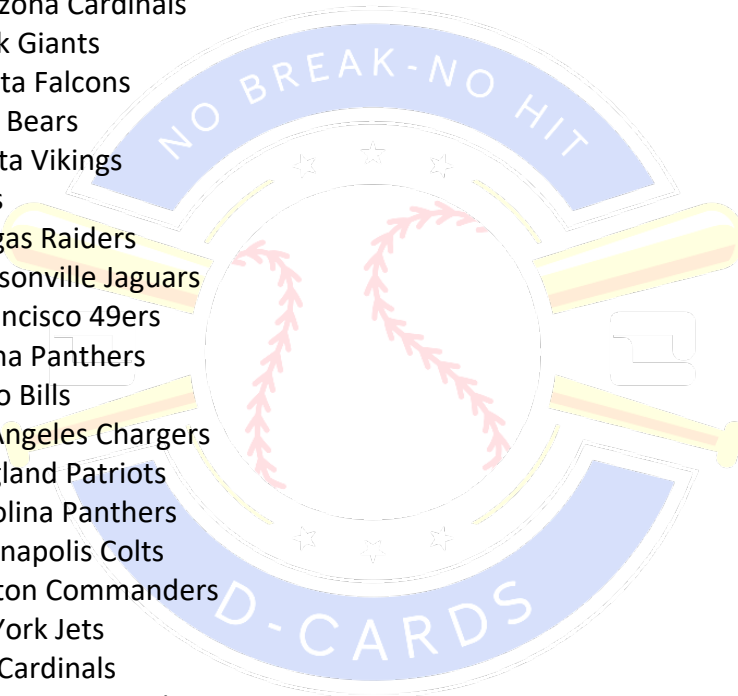 zona Cardinals
k Giants
ta Falcons
Bears
ta Vikings
s
gas Raiders
sonville Jaguars
ncisco 49ers
na Panthers
o Bills
Angeles Chargers
gland Patriots
olina Panthers
napolis Colts
ton Commanders
York Jets
Cardinals
NO BREAK-NO HIT
D-CARDS